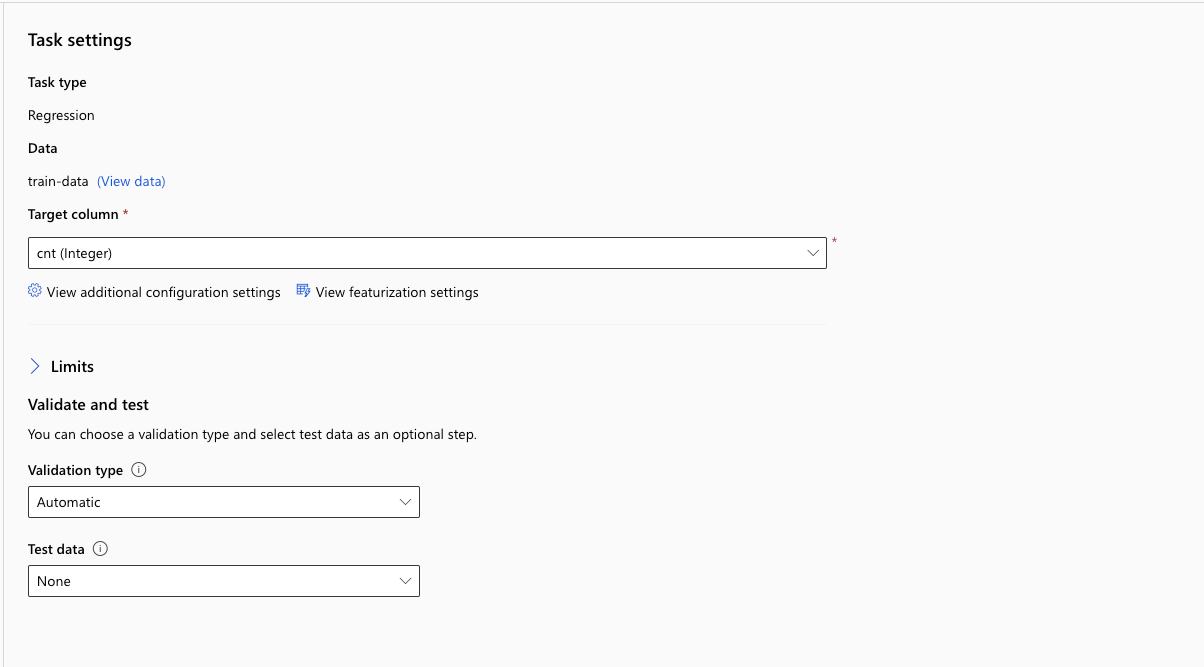 Task settings
Task type
Regression
Data
train-data (View data)
Target column *
cnt (Integer) *
View additional configuration settings View featurization settings
Limits
Validate and test
You can choose a validation type and select test data as an optional step.
Validation type
Automatic
Test data
None